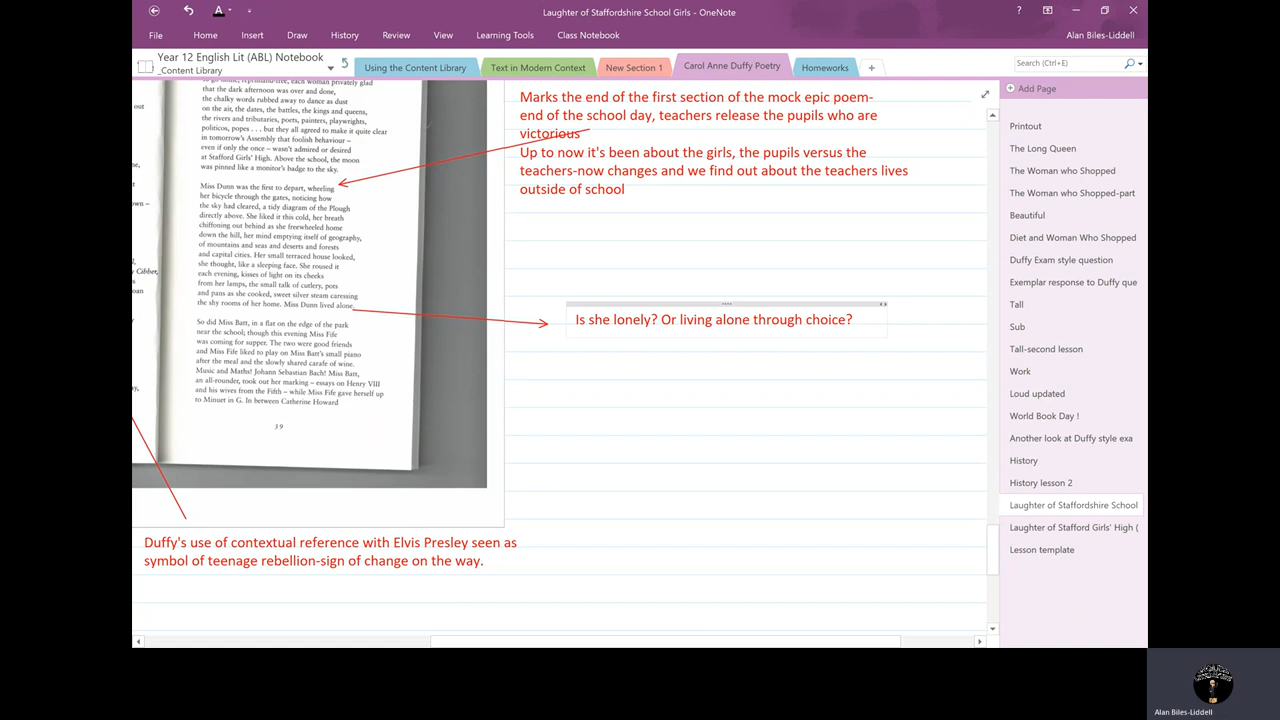 Laughter of Staffordshire School Girls - OneNote
Alan Biles-Liddell
File
Home
Insert
Draw
History
Review
View
Learning Tools
Class Notebook
Year 12 English Lit (ABL) Notebook
_Content Library
Using the Content Library
Text in Modern Context
New Section 1
Carol Anne Duffy Poetry
Homeworks
Search (Ctrl+E)
Add Page
Printout
The Long Queen
The Woman who Shopped
The Woman who Shopped-part
Beautiful
Diet and Woman Who Shopped
Duffy Exam style question
Exemplar response to Duffy que
Tall
Sub
Tall-second lesson
Work
Loud updated
World Book Day !
Another look at Duffy style exa
History
History lesson 2
Laughter of Staffordshire School
Laughter of Stafford Girls' High (
Lesson template
out
own –
y Cibber,
oan
that the dark afternoon was over and done,
the chalky words rubbed away to dance as dust
on the air, the dates, the battles, the kings and queens,
the rivers and tributaries, poets, painters, playwrights,
politicos, popes . . . but they all agreed to make it quite clear
in tomorrow's Assembly that foolish behaviour –
even if only the once – wasn't admired or desired
at Stafford Girls' High. Above the school, the moon
was pinned like a monitor's badge to the sky.
Miss Dunn was the first to depart, wheeling
her bicycle through the gates, noticing how
the sky had cleared, a tidy diagram of the Plough
directly above. She liked it this cold, her breath
chiffoning out behind as she freewheeled home
down the hill, her mind emptying itself of geography,
of mountains and seas and deserts and forests
and capital cities. Her small terraced house looked,
she thought, like a sleeping face. She roused it
each evening, kisses of light on its cheeks
from her lamps, the small talk of cutlery, pots
and pans as she cooked, sweet silver steam caressing
the shy rooms of her home. Miss Dunn lived alone.
So did Miss Batt, in a flat on the edge of the park
near the school; though this evening Miss Fife
was coming for supper. The two were good friends
and Miss Fife liked to play on Miss Batt's small piano
after the meal and the slowly shared carafe of wine.
Music and Maths! Johann Sebastian Bach! Miss Batt,
an all-rounder, took out her marking – essays on Henry VIII
and his wives from the Fifth – while Miss Fife gave herself up
to Minuet in G. In between Catherine Howard
39
Marks the end of the first section of the mock epic poem-
end of the school day, teachers release the pupils who are
victorious
Up to now it's been about the girls, the pupils versus the
teachers-now changes and we find out about the teachers lives
outside of school
Is she lonely? Or living alone through choice?
Duffy's use of contextual reference with Elvis Presley seen as
symbol of teenage rebellion-sign of change on the way.
Alan Biles-Liddell